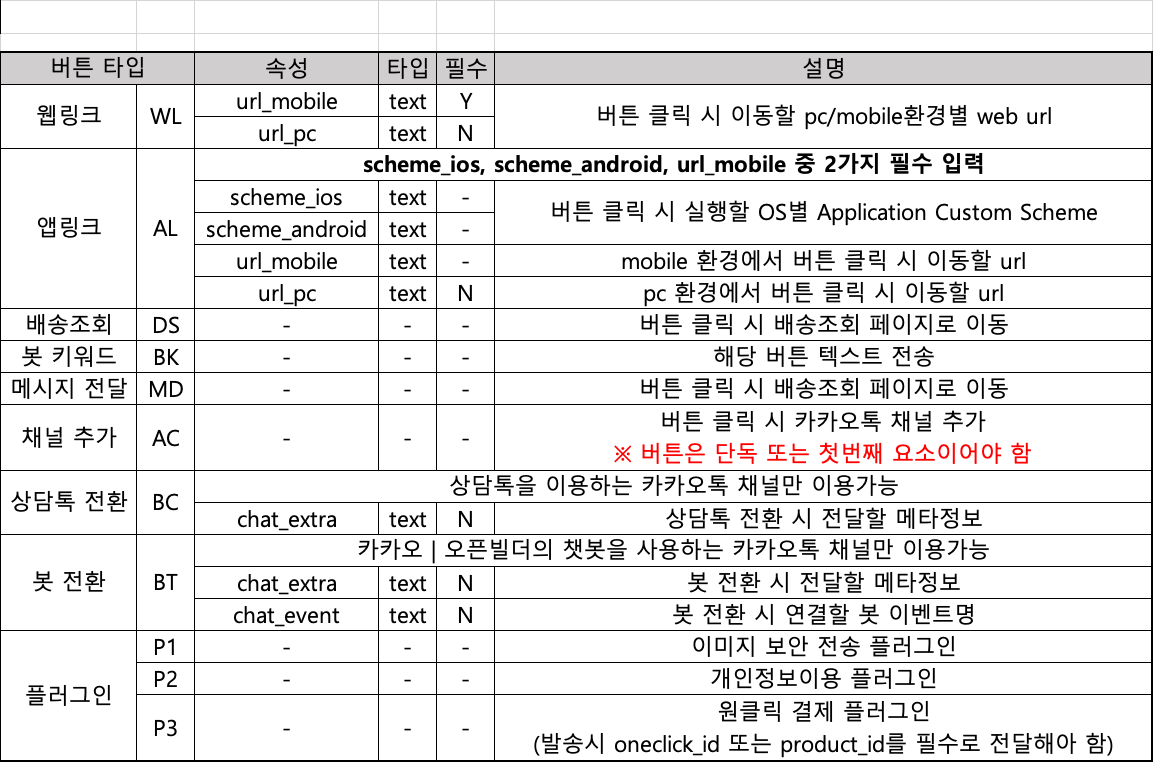 버튼 타입 속성 타입 필수 설명
웹링크 WL url_mobile text Y 버튼 클릭 시 이동할 pc/mobile환경별 web url
url_pc text N
앱링크 AL scheme_ios, scheme_android, url_mobile 중 2가지 필수 입력
scheme_ios text - 버튼 클릭 시 실행할 OS별 Application Custom Scheme
scheme_android text -
url_mobile text - mobile 환경에서 버튼 클릭 시 이동할 url
url_pc text N pc 환경에서 버튼 클릭 시 이동할 url
배송조회 DS - - - 버튼 클릭 시 배송조회 페이지로 이동
봇 키워드 BK - - - 해당 버튼 텍스트 전송
메시지 전달 MD - - - 버튼 클릭 시 배송조회 페이지로 이동
채널 추가 AC - - - 버튼 클릭 시 카카오톡 채널 추가
※ 버튼은 단독 또는 첫번째 요소이어야 함
상담톡 전환 BC 상담톡을 이용하는 카카오톡 채널만 이용가능
chat_extra text N 상담톡 전환 시 전달할 메타정보
봇 전환 BT 카카오 | 오픈빌더의 챗봇을 사용하는 카카오톡 채널만 이용가능
chat_extra text N 봇 전환 시 전달할 메타정보
chat_event text N 봇 전환 시 연결할 봇 이벤트명
플러그인 P1 - - - 이미지 보안 전송 플러그인
P2 - - - 개인정보이용 플러그인
P3 - - - 원클릭 결제 플러그인
(발송시 oneclick_id 또는 product_id를 필수로 전달해아 함)